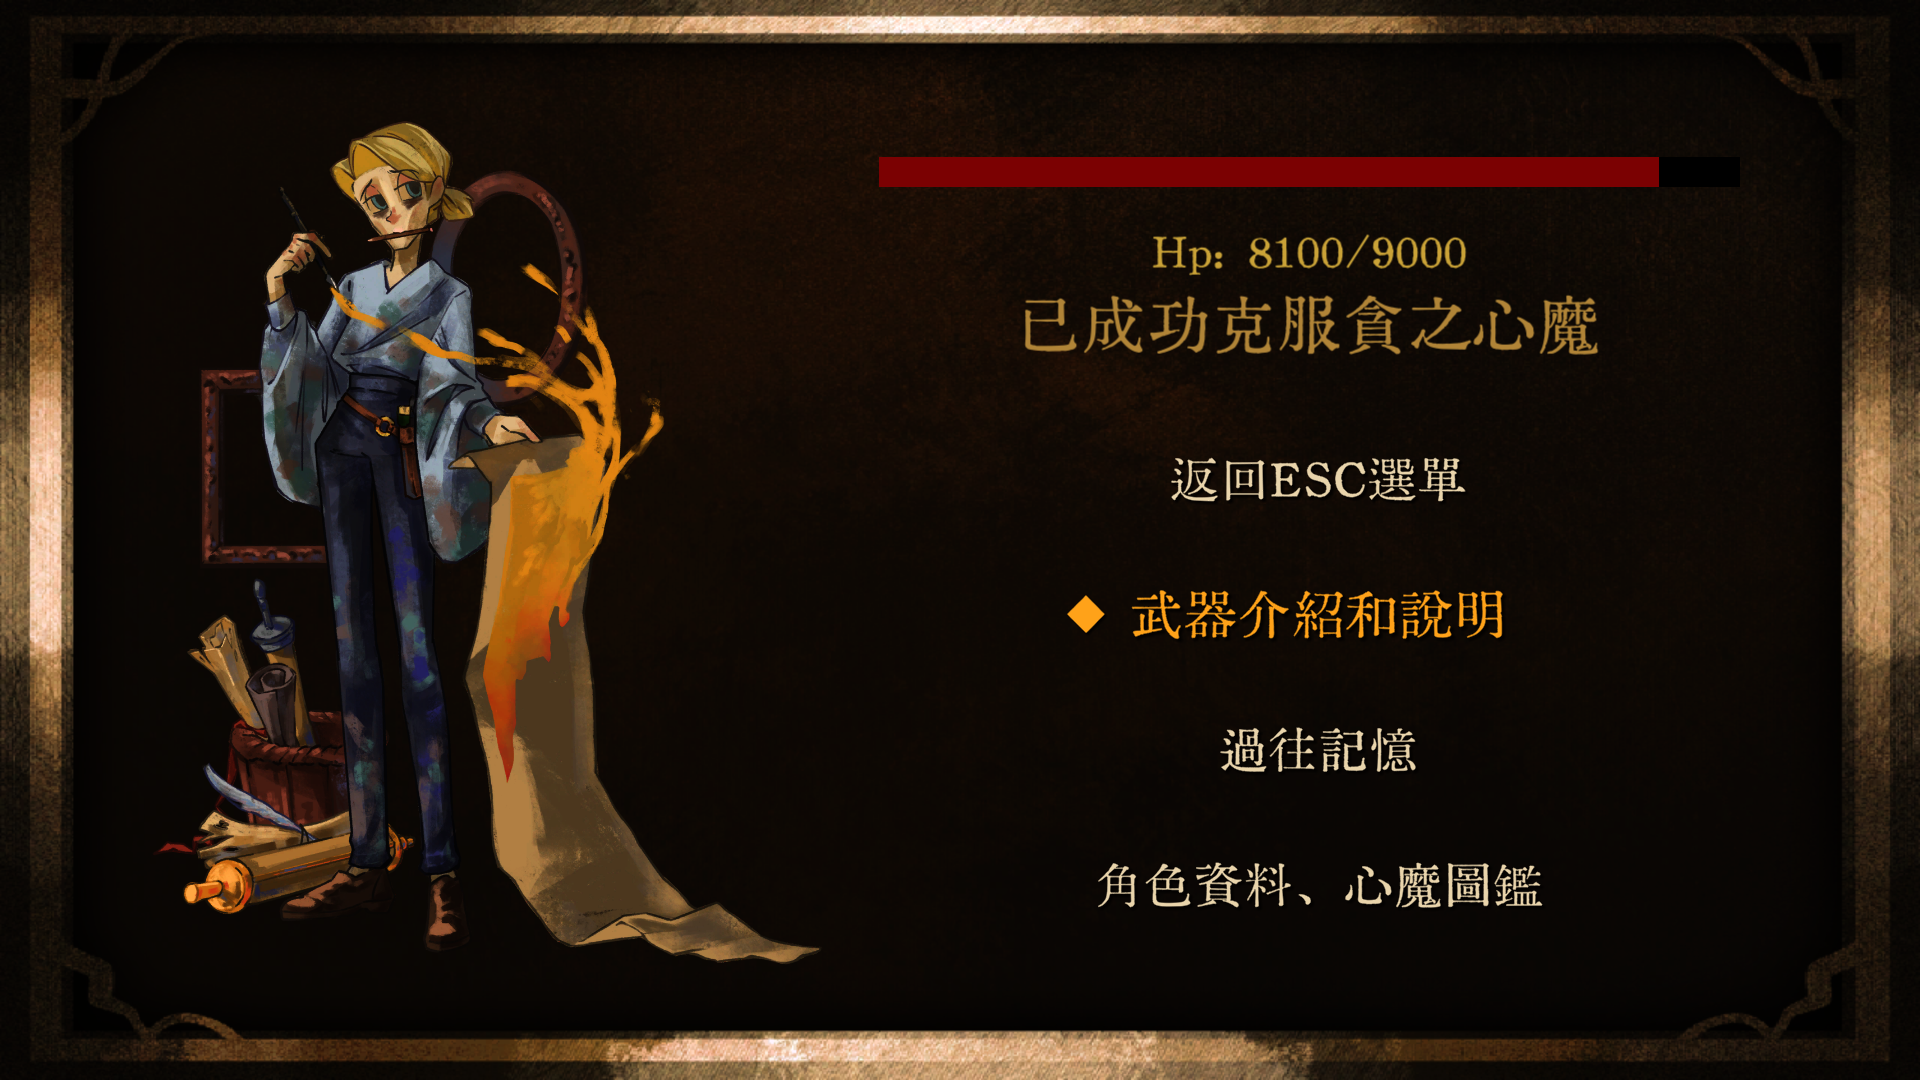 Hp: 8100/9000
已成功克服貪之心魔
返回ESC選單
武器介紹和說明
過往記憶
角色資料、心魔圖鑑